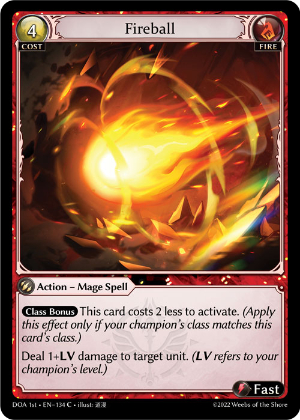 4
Fireball
COST
FIRE
Action – Mage Spell
Class Bonus This card costs 2 less to activate. (Apply
this effect only if your champion's class matches this
card's class.)
Deal 1+LV damage to target unit. (LV refers to your
champion's level.)
Fast
DOA 1st • EN–134 C • illust: 道漫
©2022 Weebs of the Shore